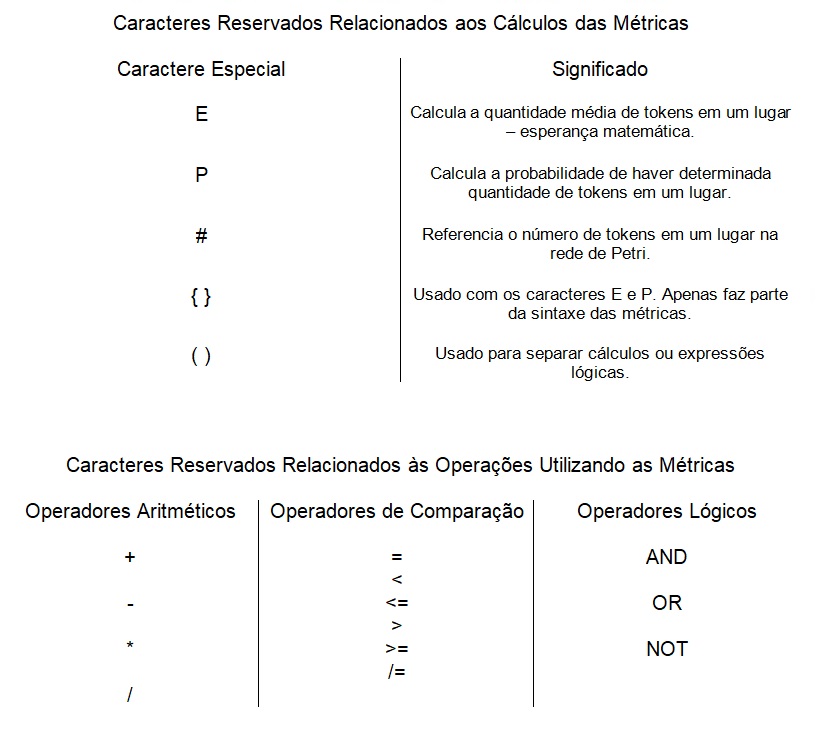 Caracteres Reservados Relacionados aos Cálculos das Métricas
Caractere Especial
Significado
E
Calcula a quantidade média de tokens em um lugar
– esperança matemática.
P
Calcula a probabilidade de haver determinada
quantidade de tokens em um lugar.
#
Referencia o número de tokens em um lugar na
rede de Petri.
{ }
Usado com os caracteres E e P. Apenas faz parte
da sintaxe das métricas.
( )
Usado para separar cálculos ou expressões
lógicas.
Caracteres Reservados Relacionados às Operações Utilizando as Métricas
Operadores Aritméticos
Operadores de Comparação
Operadores Lógicos
+
-
*
/
=
<
<=
>
>=
/=
AND
OR
NOT